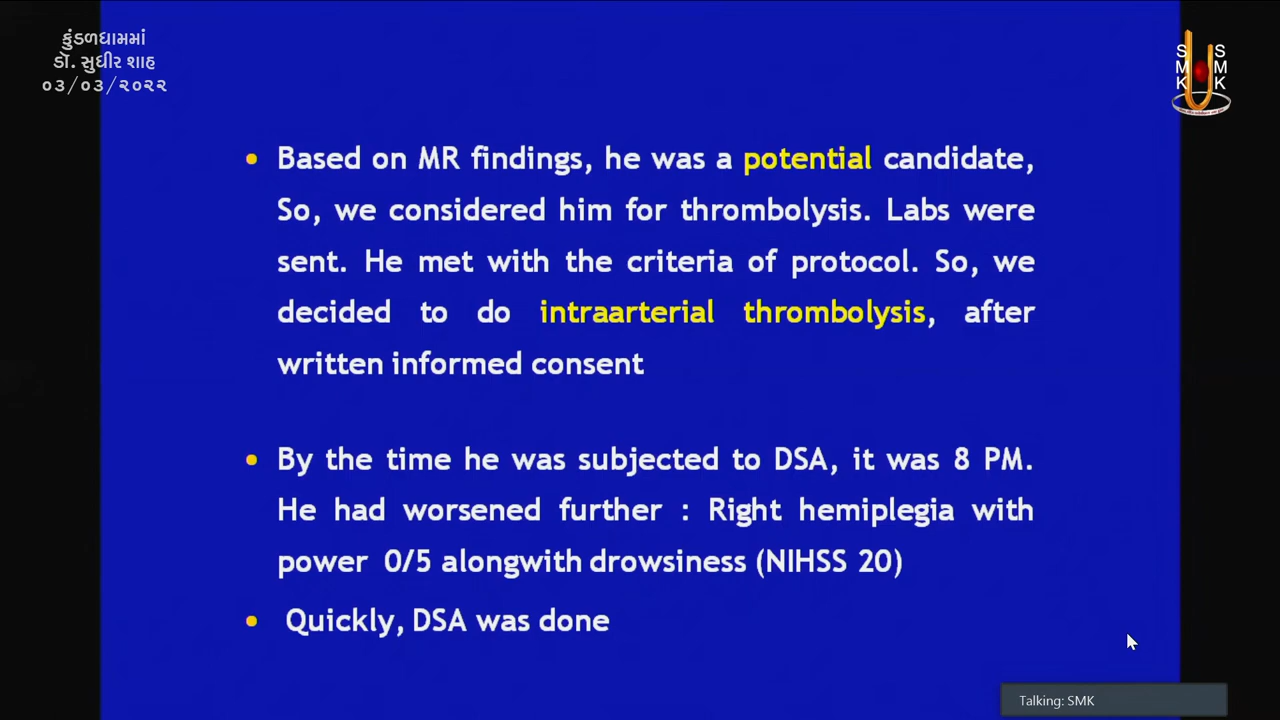 કુંડળધામમાં
ડૉ. સુધીર શાહ
૦૩/૦૩/૨૦૨૨
S S
M M
K K
• Based on MR findings, he was a potential candidate,
So, we considered him for thrombolysis. Labs were
sent. He met with the criteria of protocol. So, we
decided to do intraarterial thrombolysis, after
written informed consent
• By the time he was subjected to DSA, it was 8 PM.
He had worsened further : Right hemiplegia with
power 0/5 alongwith drowsiness (NIHSS 20)
• Quickly, DSA was done
Talking: SMK